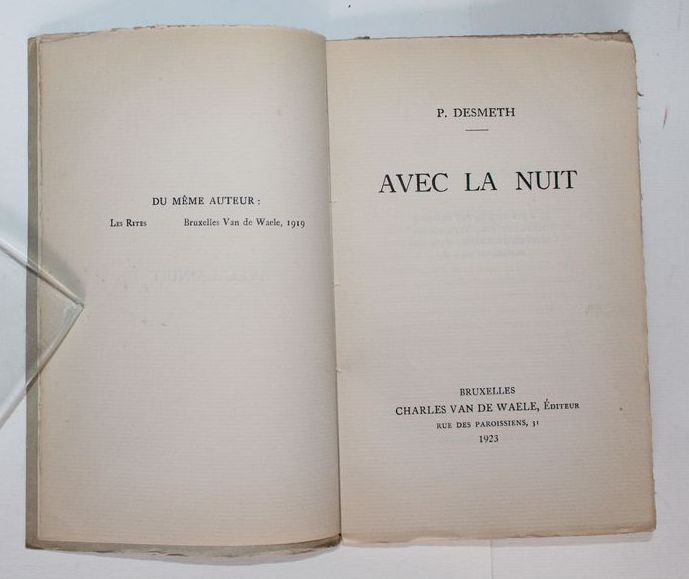 DU MÊME AUTEUR :
LES RITES Bruxelles Van de Waele, 1919
P. DESMETH
AVEC LA NUIT
BRUXELLES
CHARLES VAN DE WAELE, ÉDITEUR
RUE DES PAROISSIENS, 31
1923